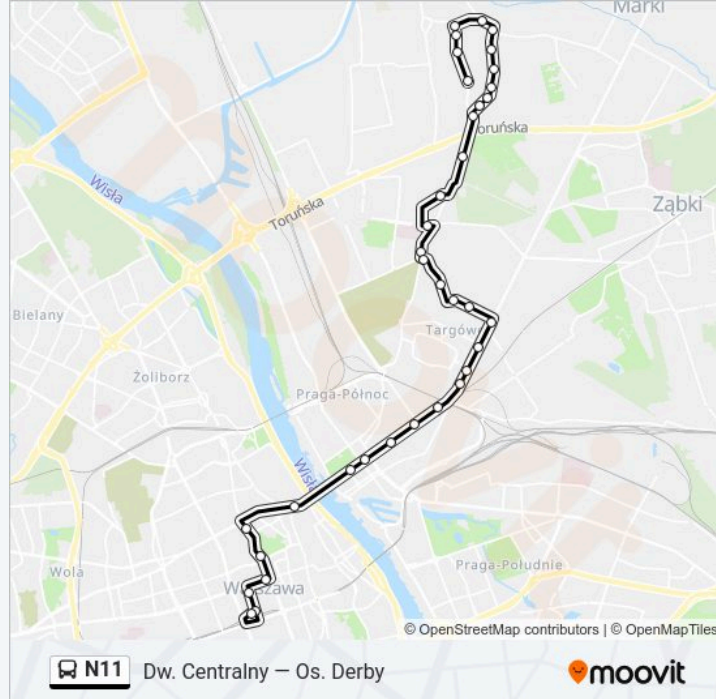 Marki
Toruńska
Wisła
Ząbki
Toruńska
Bielany
Targówe
Żoliborz
Praga-Północ
Wisła
Praga-Południe
Wola
Warszawa
© OpenStreetMap contributors | © OpenMapTiles
N11 Dw. Centralny — Os. Derby
moovit